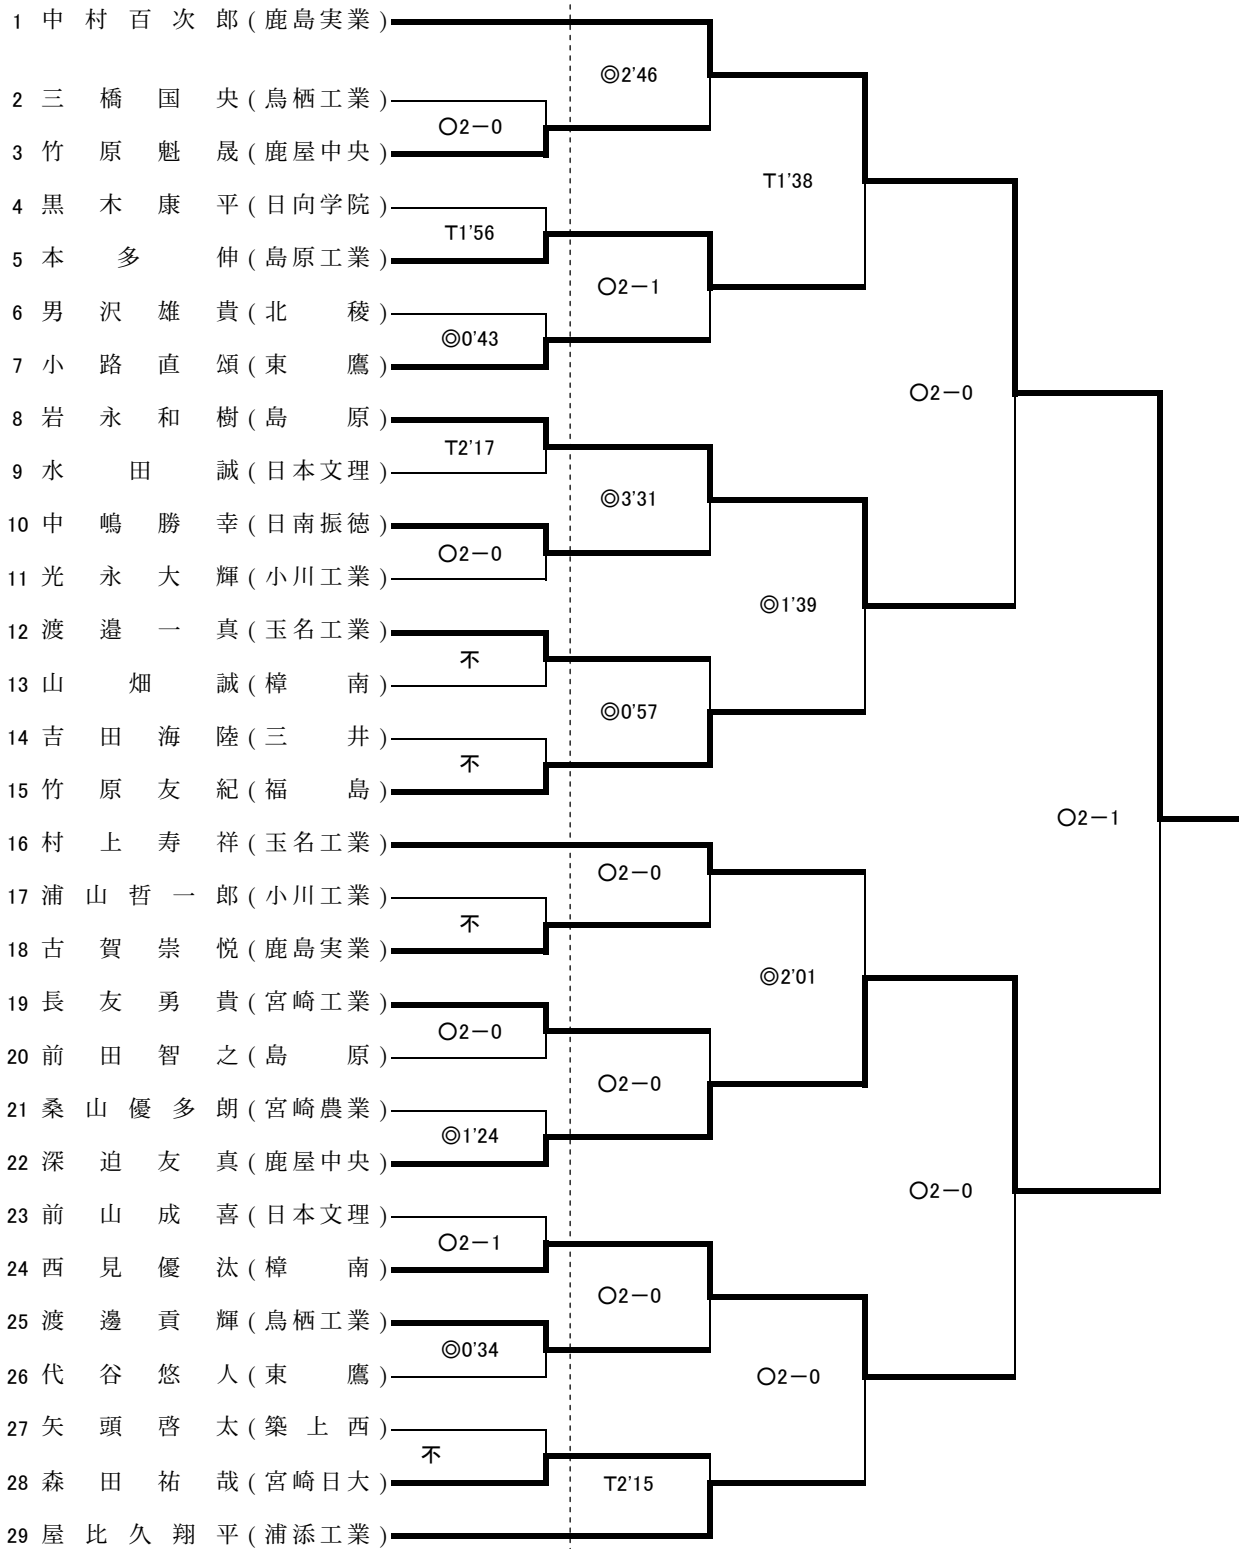 1 中村百次郎(鹿島実業)
◎2'46
2 三橋国央(鳥栖工業)
○2－0
3 竹原魁晟(鹿屋中央)
T1'38
4 黒木康平(日向学院)
T1'56
5 本多伸(島原工業)
○2－1
6 男沢雄貴(北稜)
◎0'43
7 小路直頌(東鷹)
○2－0
8 岩永和樹(島原)
T2'17
9 水田誠(日本文理)
◎3'31
10 中嶋勝幸(日南振徳)
○2－0
11 光永大輝(小川工業)
◎1'39
12 渡邉一真(玉名工業)
不
13 山畑誠(樟南)
◎0'57
14 吉田海陸(三井)
不
15 竹原友紀(福島)
○2－1
16 村上寿祥(玉名工業)
○2－0
17 浦山哲一郎(小川工業)
不
18 古賀崇悦(鹿島実業)
◎2'01
19 長友勇貴(宮崎工業)
○2－0
20 前田智之(島原)
○2－0
21 桑山優多朗(宮崎農業)
◎1'24
22 深迫友真(鹿屋中央)
○2－0
23 前山成喜(日本文理)
○2－1
24 西見優汰(樟南)
○2－0
25 渡邊貢輝(鳥栖工業)
◎0'34
26 代谷悠人(東鷹)
○2－0
27 矢頭啓太(築上西)
不
28 森田祐哉(宮崎日大)
T2'15
29 屋比久翔平(浦添工業)